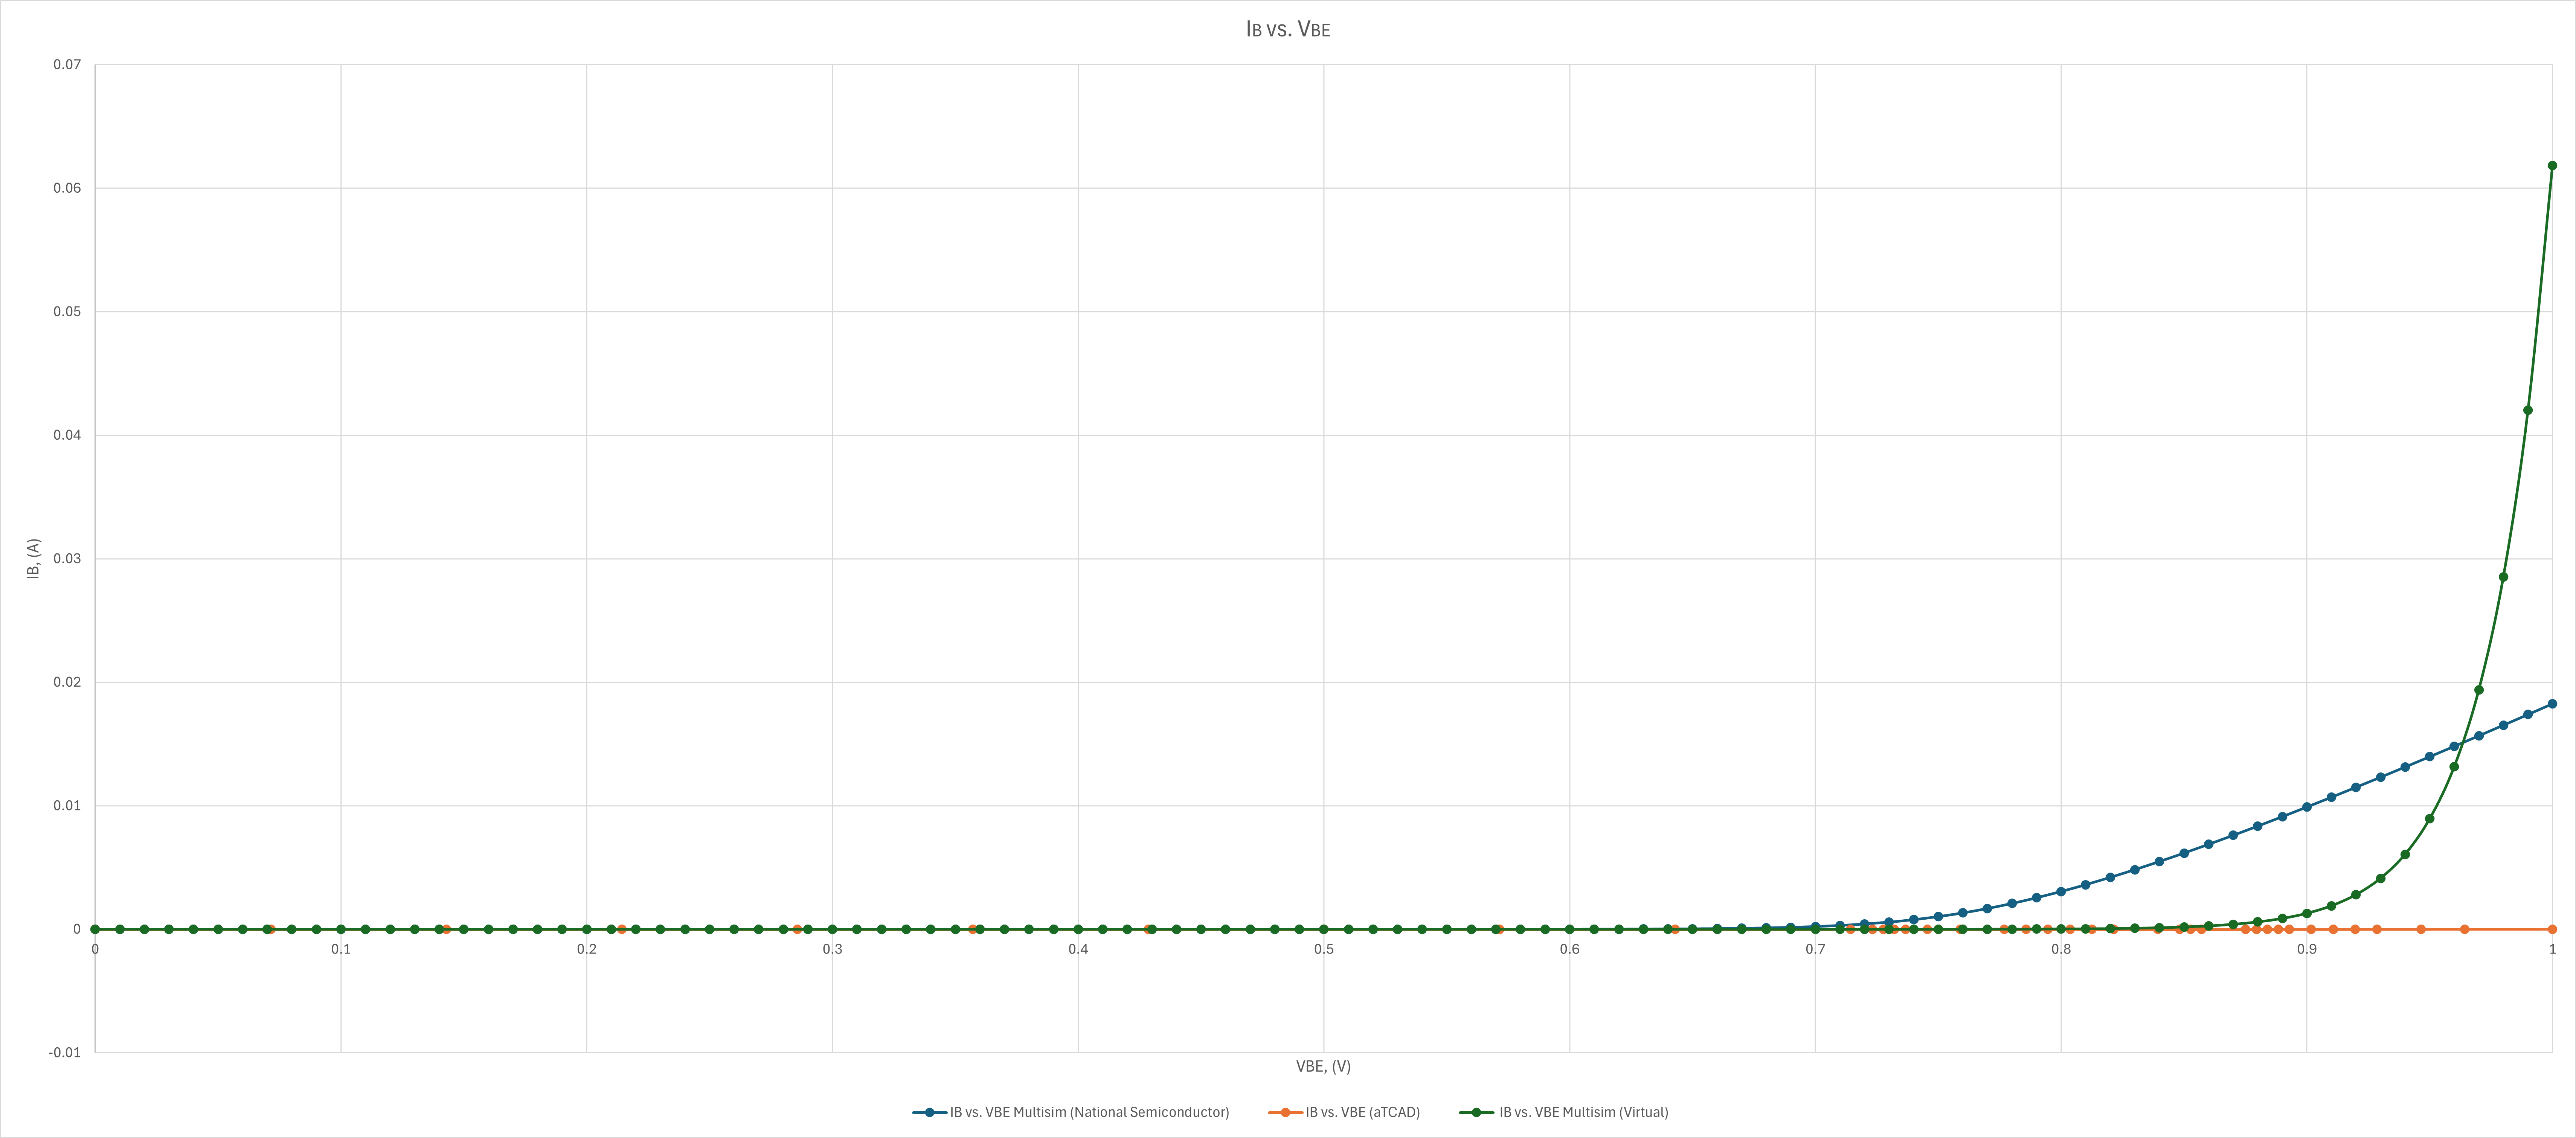 IB VS. VBE
0.07
0.06
0.05
0.04
0.03
0.02
0.01
0
-0.01
IB, (A)
0 0.1 0.2 0.3 0.4 0.5 0.6 0.7 0.8 0.9 1
VBE, (V)
IB vs. VBE Multisim (National Semiconductor) IB vs. VBE (aTCAD) IB vs. VBE Multisim (Virtual)